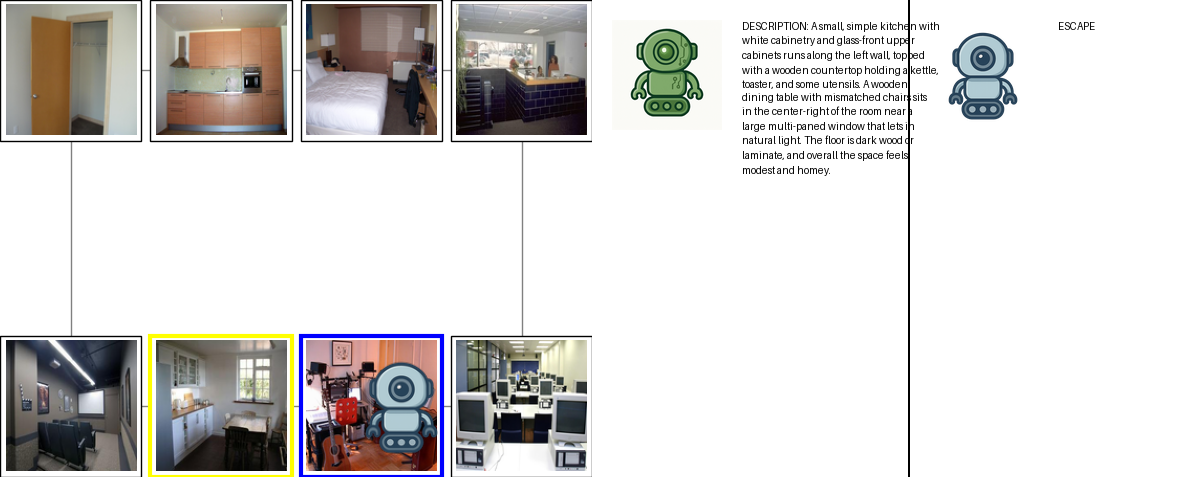 DESCRIPTION: A small, simple kitchen with
white cabinetry and glass-front upper
cabinets runs along the left wall, topped
with a wooden countertop holding a kettle,
toaster, and some utensils. A wooden
dining table with mismatched chairs sits
in the center-right of the room near a
large multi-paned window that lets in
natural light. The floor is dark wood or
laminate, and overall the space feels
modest and homey.
ESCAPE